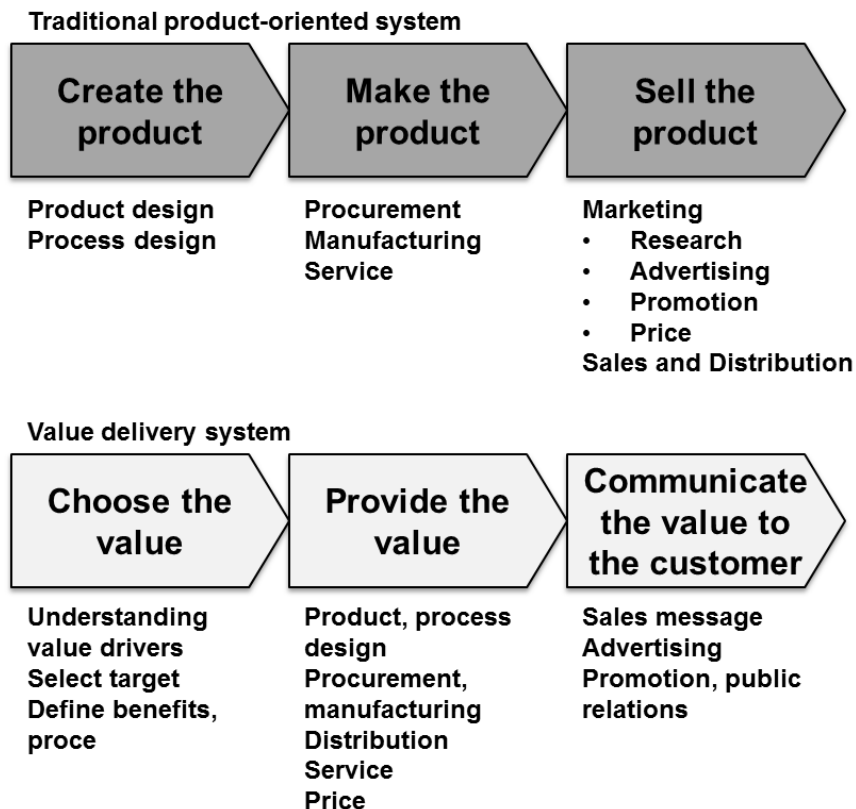 Traditional product-oriented system
Create the
product
Make the
product
Sell the
product
Product design
Process design
Procurement
Manufacturing
Service
Marketing
• Research
• Advertising
• Promotion
• Price
Sales and Distribution
Value delivery system
Choose the
value
Provide the
value
Communicate
the value to
the customer
Understanding
value drivers
Select target
Define benefits,
proce
Product, process
design
Procurement,
manufacturing
Distribution
Service
Price
Sales message
Advertising
Promotion, public
relations